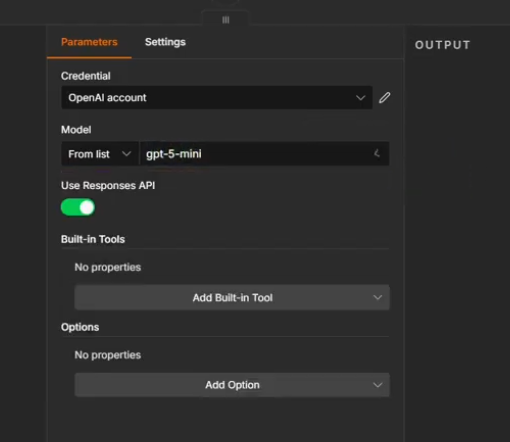 Parameters Settings
OUTPUT
Credential
OpenAI account
Model
From list gpt-5-mini
Use Responses API
Built-in Tools
No properties
Add Built-in Tool
Options
No properties
Add Option